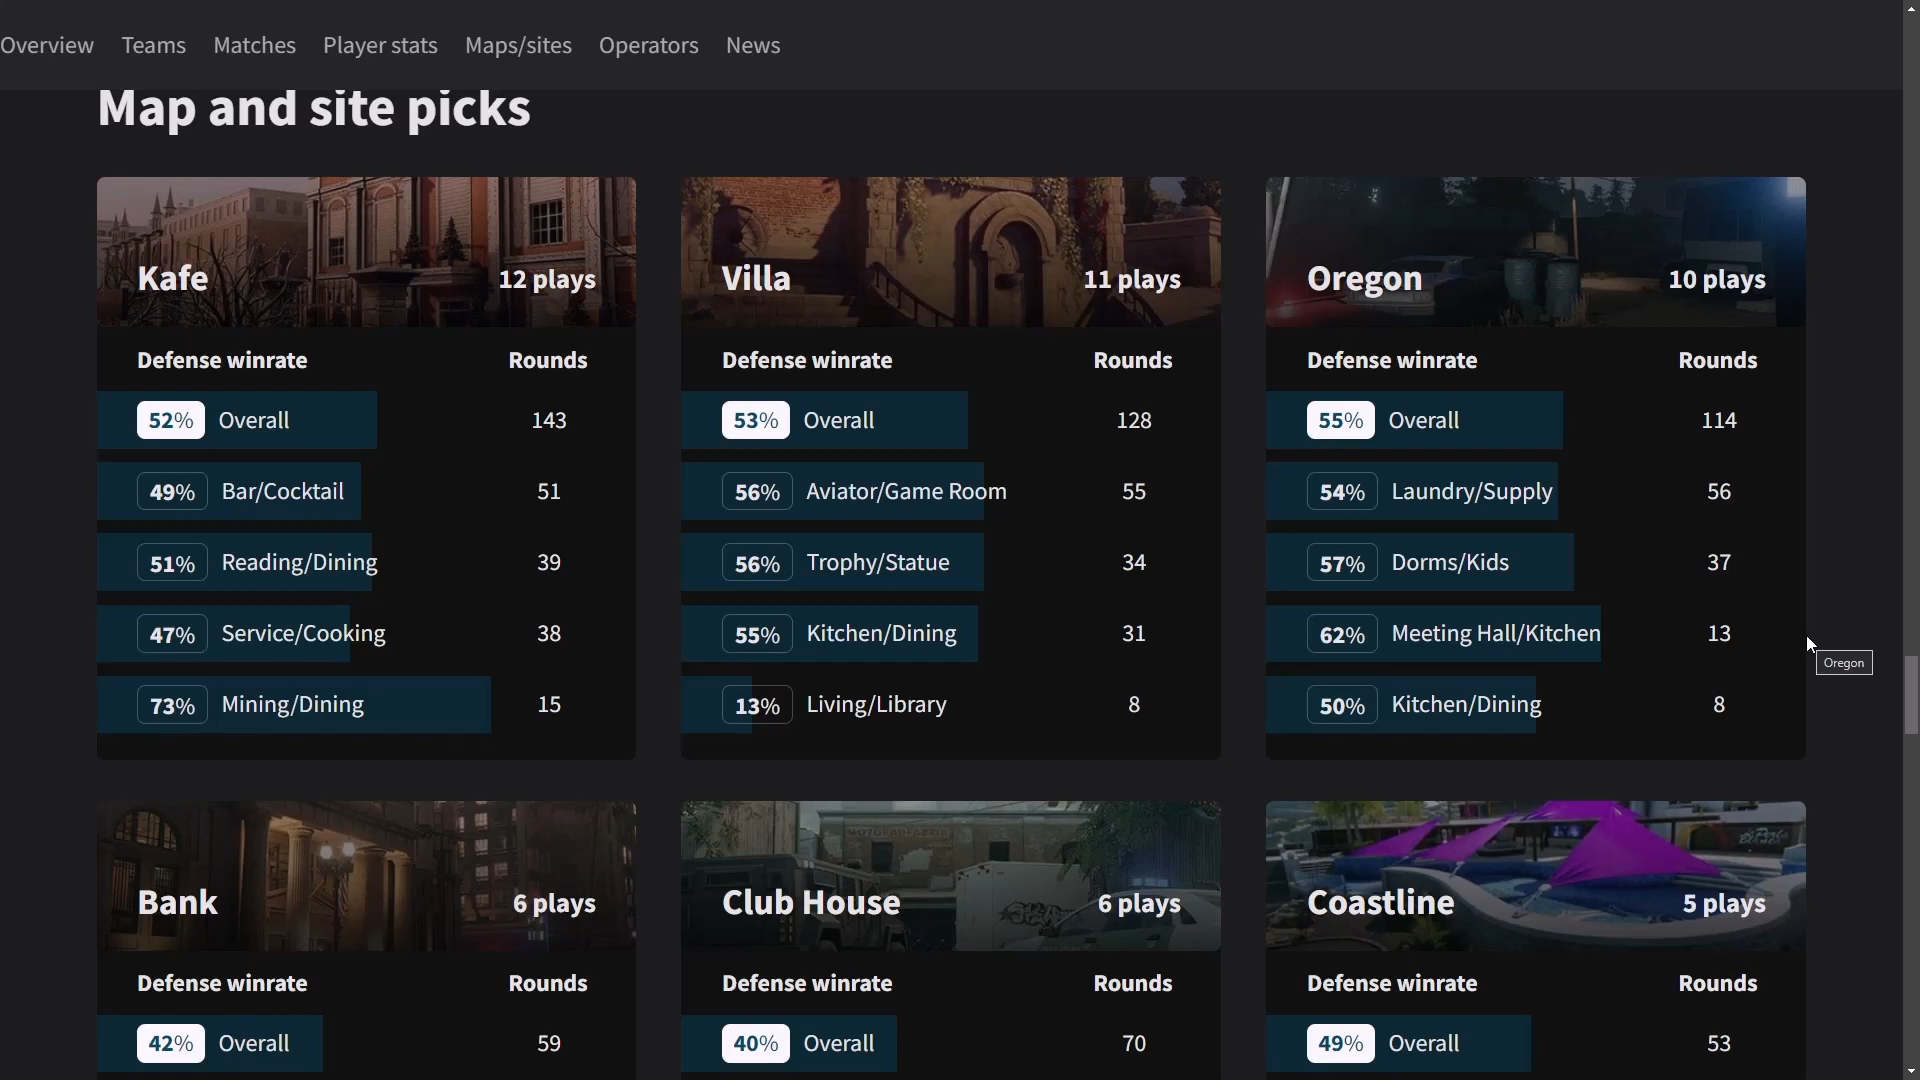 Overview Teams Matches Player stats Maps/sites Operators News
Map and site picks
Kafe 12 plays
Defense winrate Rounds
52% Overall 143
49% Bar/Cocktail 51
51% Reading/Dining 39
47% Service/Cooking 38
73% Mining/Dining 15
Villa 11 plays
Defense winrate Rounds
53% Overall 128
56% Aviator/Game Room 55
56% Trophy/Statue 34
55% Kitchen/Dining 31
13% Living/Library 8
Oregon 10 plays
Defense winrate Rounds
55% Overall 114
54% Laundry/Supply 56
57% Dorms/Kids 37
62% Meeting Hall/Kitchen 13
50% Kitchen/Dining 8
Oregon
Bank 6 plays
Defense winrate Rounds
42% Overall 59
Club House 6 plays
Defense winrate Rounds
40% Overall 70
Coastline 5 plays
Defense winrate Rounds
49% Overall 53